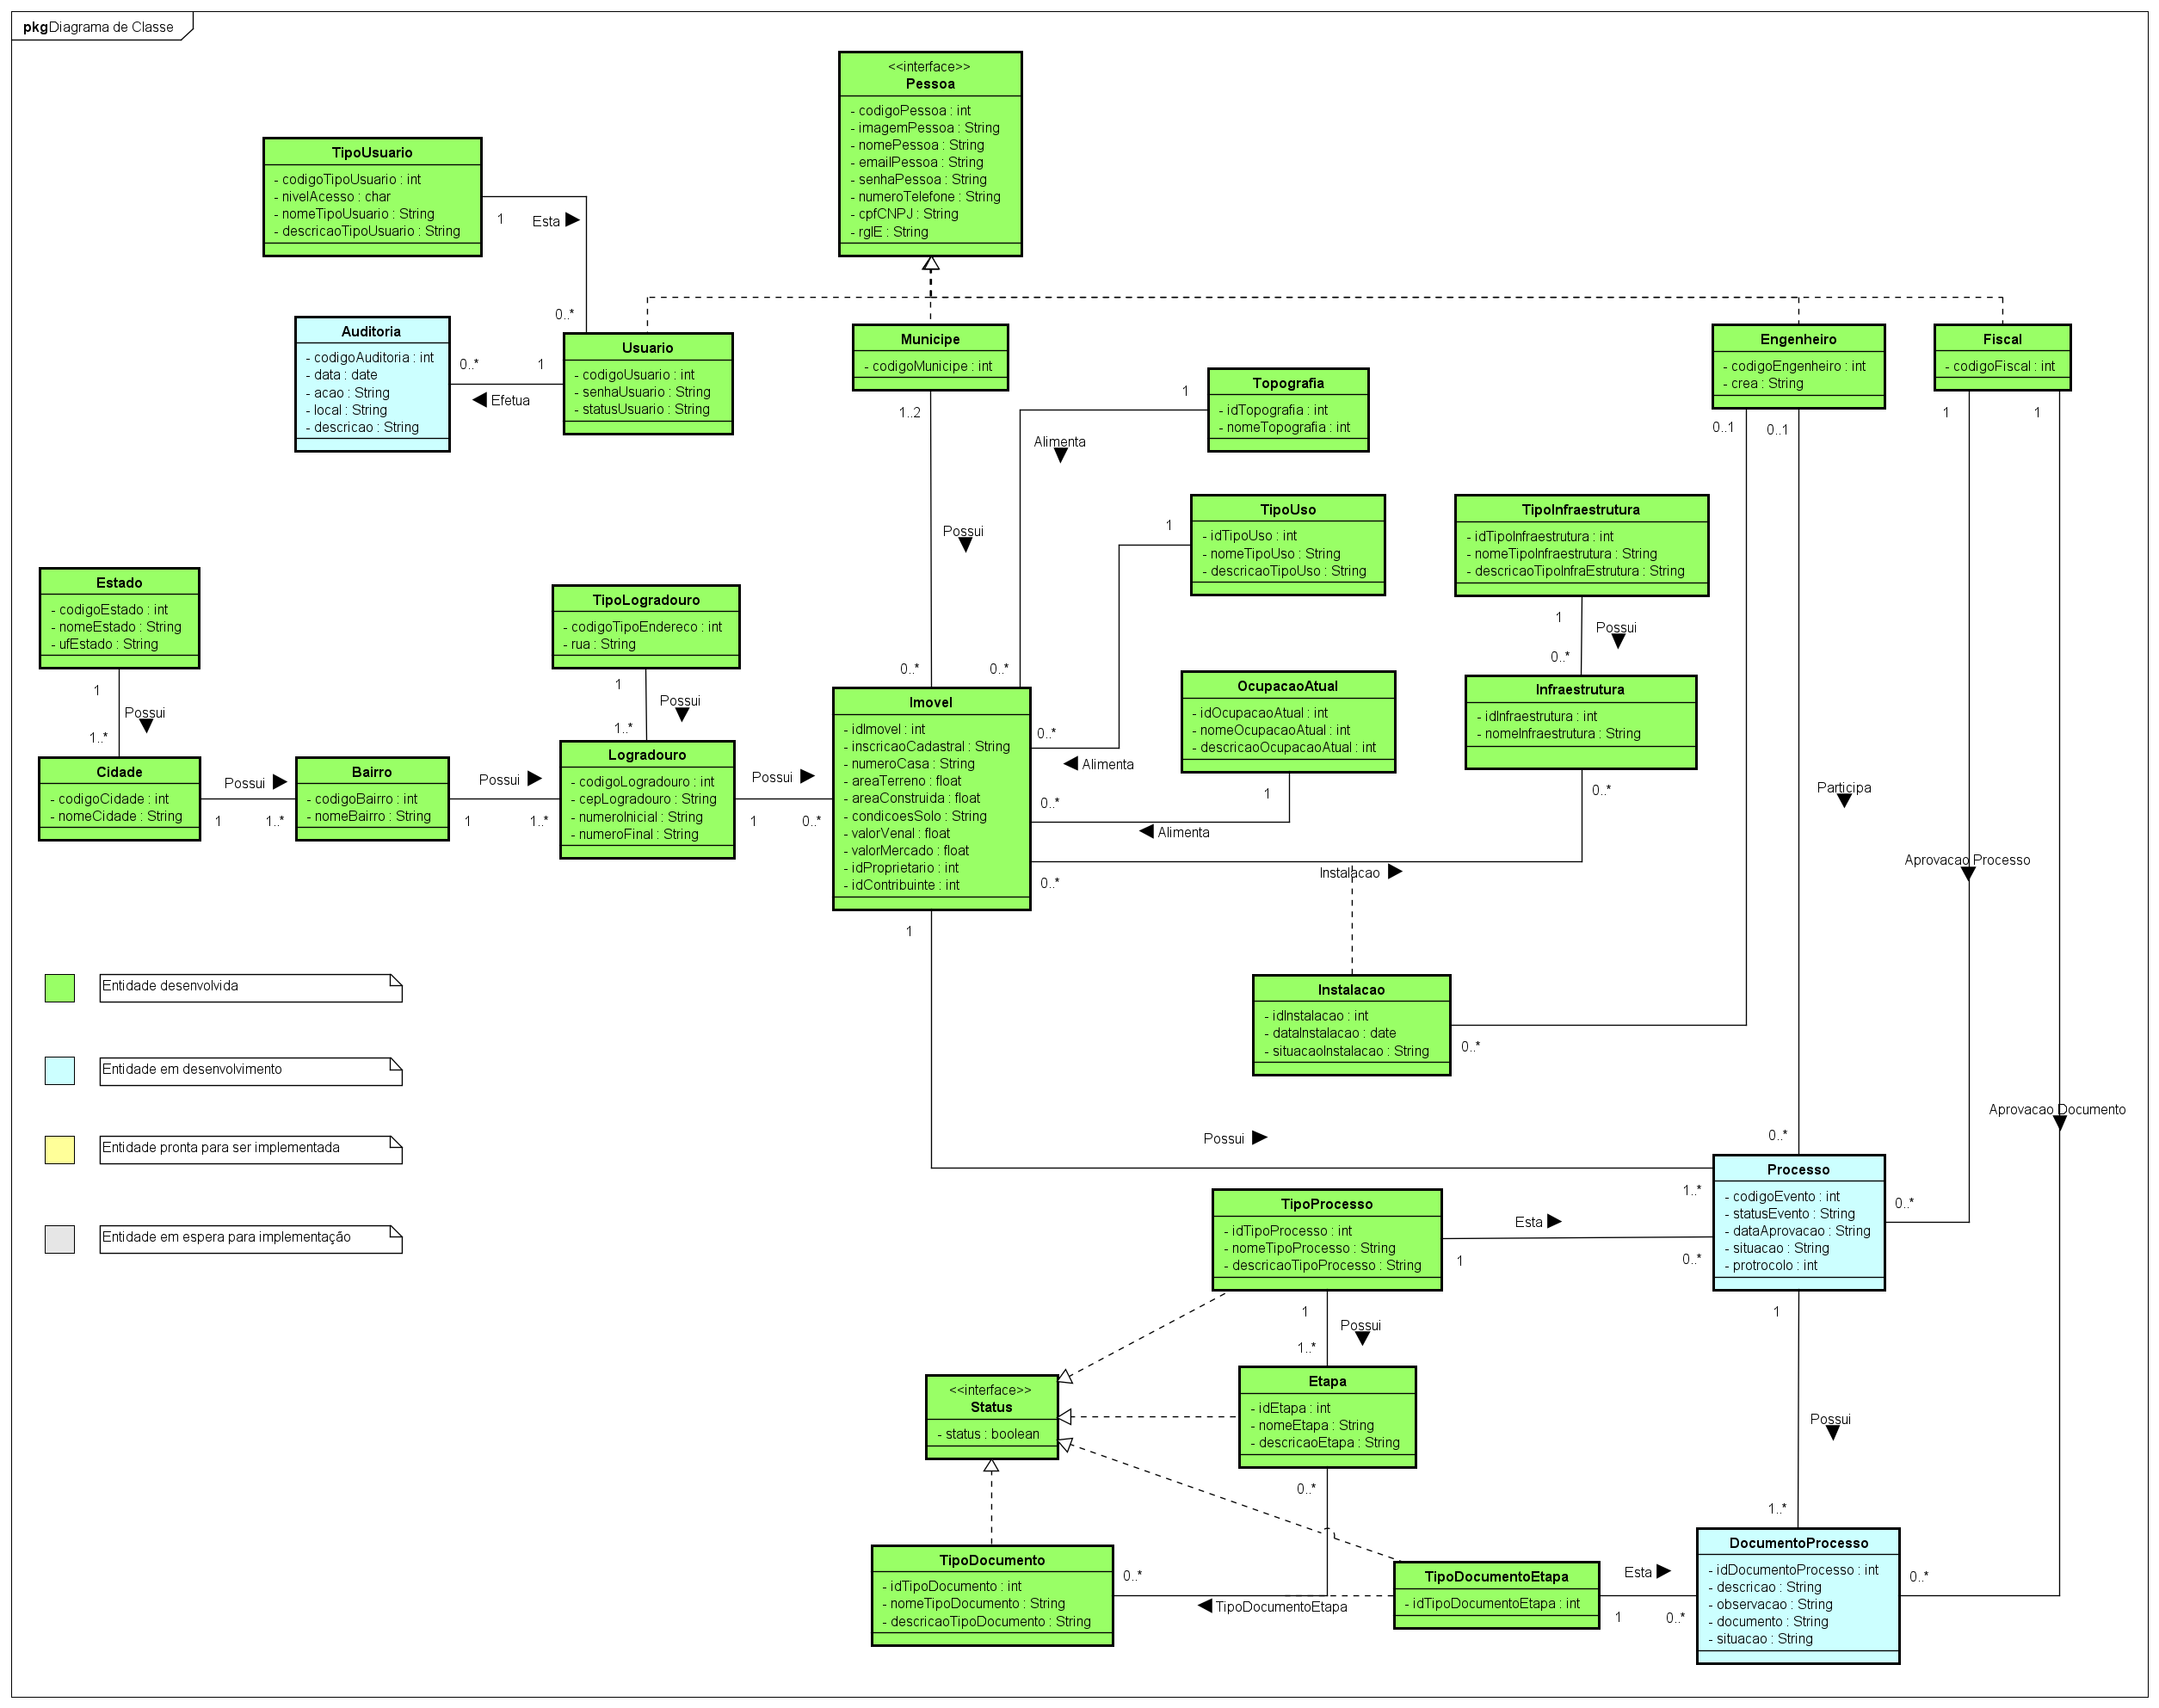 pkg Diagrama de Classe
<<interface>>
Pessoa
- codigoPessoa : int
- imagemPessoa : String
- nomePessoa : String
- emailPessoa : String
- senhaPessoa : String
- numeroTelefone : String
- cpfCNPJ : String
- rgIE : String
TipoUsuario
- codigoTipoUsuario : int
- nivelAcesso : char
- nomeTipoUsuario : String
- descricaoTipoUsuario : String
1
Esta
0..*
Auditoria
- codigoAuditoria : int
- data : date
- acao : String
- local : String
- descricao : String
0..*
1
Efetua
Usuario
- codigoUsuario : int
- senhaUsuario : String
- statusUsuario : String
Municipe
- codigoMunicipe : int
1..2
Possui
0..*
Topografia
- idTopografia : int
- nomeTopografia : int
1
Alimenta
0..*
Engenheiro
- codigoEngenheiro : int
- crea : String
0..1
0..1
Fiscal
- codigoFiscal : int
1
1
TipoUso
- idTipoUso : int
- nomeTipoUso : String
- descricaoTipoUso : String
1
0..*
Alimenta
TipoInfraestrutura
- idTipoInfraestrutura : int
- nomeTipoInfraestrutura : String
- descricaoTipoInfraEstrutura : String
1
Possui
0..*
Estado
- codigoEstado : int
- nomeEstado : String
- ufEstado : String
1
Possui
1..*
TipoLogradouro
- codigoTipoEndereco : int
- rua : String
1
Possui
1..*
OcupacaoAtual
- idOcupacaoAtual : int
- nomeOcupacaoAtual : int
- descricaoOcupacaoAtual : int
1
0..*
Alimenta
Infraestrutura
- idInfraestrutura : int
- nomeInfraestrutura : String
0..*
Cidade
- codigoCidade : int
- nomeCidade : String
Possui
1
1..*
Bairro
- codigoBairro : int
- nomeBairro : String
Possui
1
1..*
Logradouro
- codigoLogradouro : int
- cepLogradouro : String
- numeroInicial : String
- numeroFinal : String
Possui
1
0..*
Imovel
- idImovel : int
- inscricaoCadastral : String
- numeroCasa : String
- areaTerreno : float
- areaConstruida : float
- condicoesSolo : String
- valorVenal : float
- valorMercado : float
- idProprietario : int
- idContribuinte : int
0..*
Instalacao
1
Participa
Aprovacao Processo
Entidade desenvolvida
Entidade em desenvolvimento
Entidade pronta para ser implementada
Entidade em espera para implementação
Instalacao
- idInstalacao : int
- dataInstalacao : date
- situacaoInstalacao : String
0..*
Aprovacao Documento
Possui
0..*
1..*
Processo
- codigoEvento : int
- statusEvento : String
- dataAprovacao : String
- situacao : String
- protrocolo : int
0..*
TipoProcesso
- idTipoProcesso : int
- nomeTipoProcesso : String
- descricaoTipoProcesso : String
Esta
1
0..*
1
Possui
1..*
1
Possui
1..*
<<interface>>
Status
- status : boolean
Etapa
- idEtapa : int
- nomeEtapa : String
- descricaoEtapa : String
0..*
TipoDocumento
- idTipoDocumento : int
- nomeTipoDocumento : String
- descricaoTipoDocumento : String
0..*
TipoDocumentoEtapa
TipoDocumentoEtapa
- idTipoDocumentoEtapa : int
Esta
1
0..*
DocumentoProcesso
- idDocumentoProcesso : int
- descricao : String
- observacao : String
- documento : String
- situacao : String
0..*